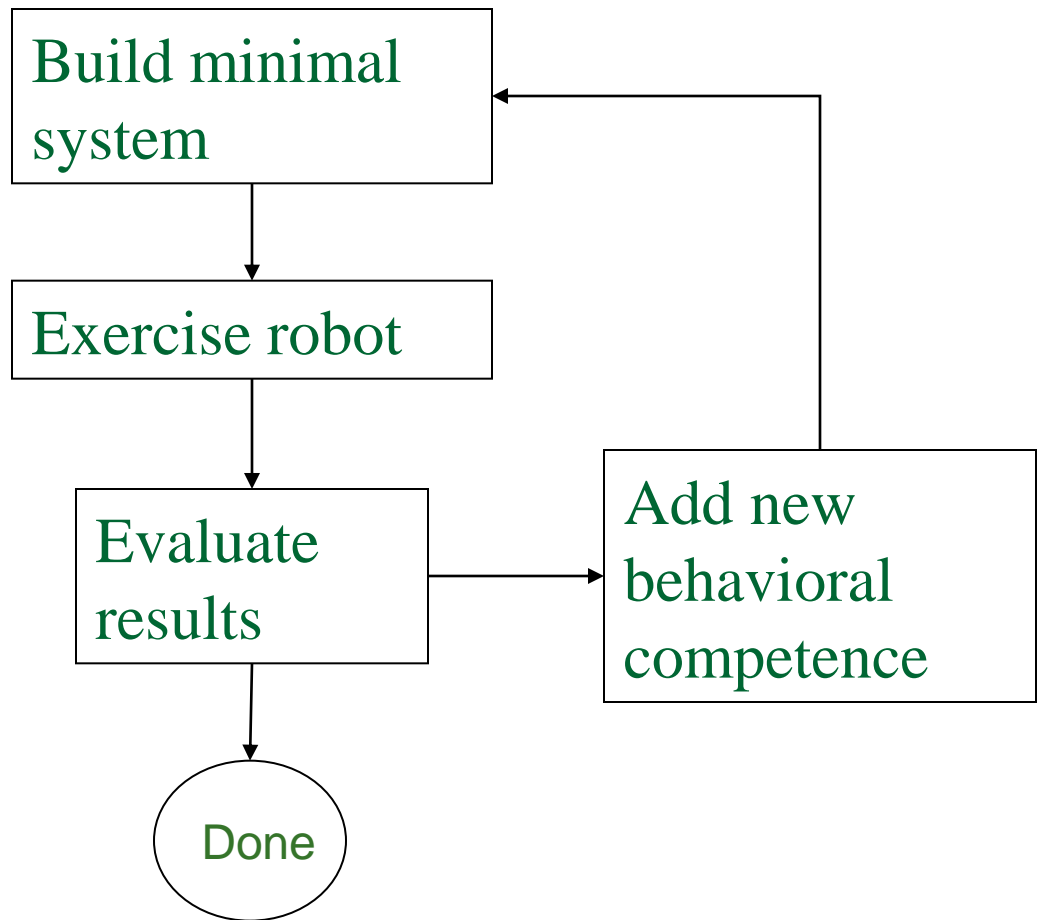 Build minimal
system
Exercise robot
Evaluate
results
Add new
behavioral
competence
Done